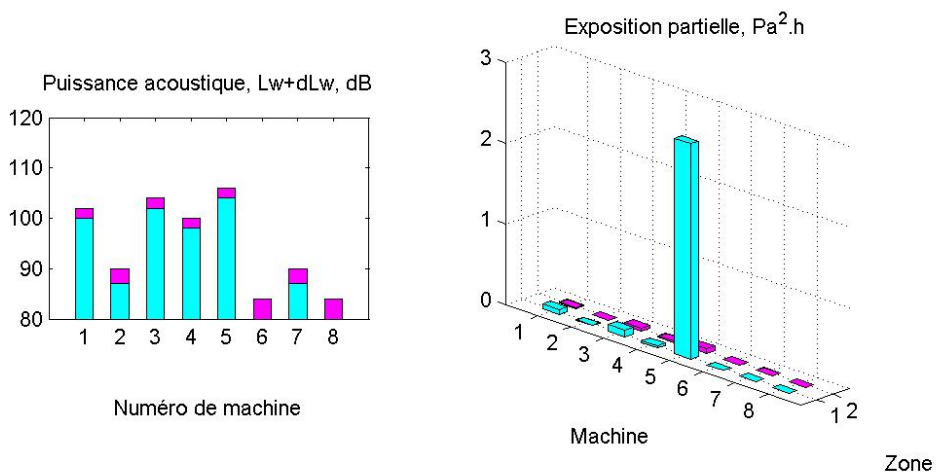 Puissance acoustique, Lw+dLw, dB
120
110
100
90
80
1 2 3 4 5 6 7 8
Numéro de machine
Exposition partielle, Pa².h
3
2
1
0
1 2 3 4 5 6 7 8
Machine
1 2
Zone